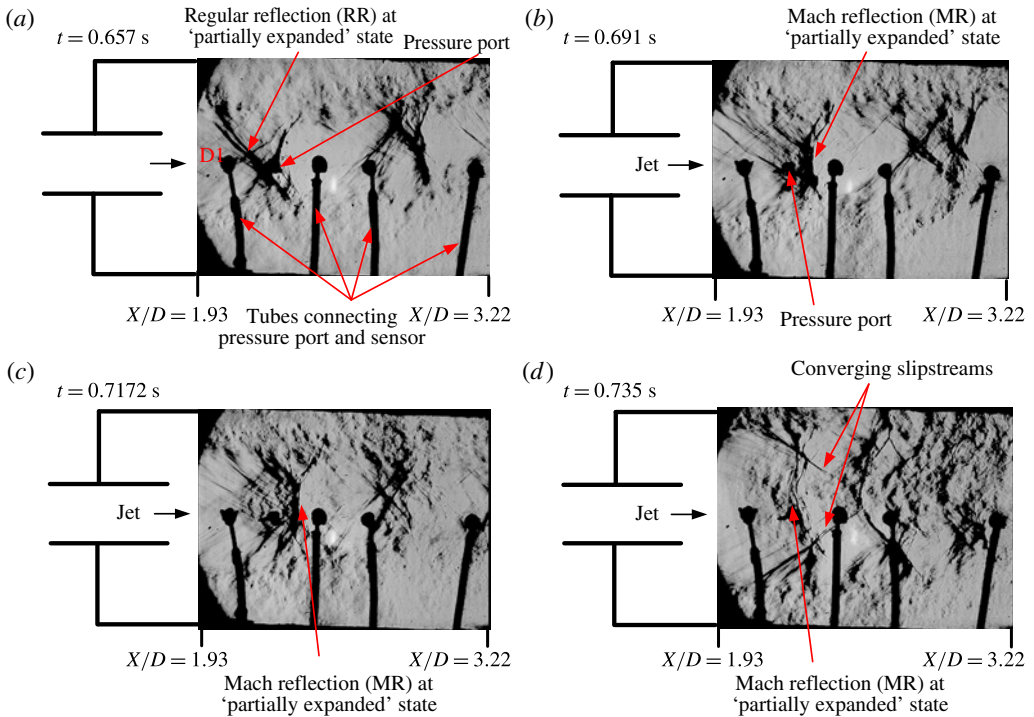 (a)
t = 0.657 s
Regular reflection (RR) at
‘partially expanded’ state
Pressure port
D1
X/D = 1.93
Tubes connecting
pressure port and sensor
X/D = 3.22
(b)
t = 0.691 s
Mach reflection (MR) at
‘partially expanded’ state
Jet
X/D = 1.93
Pressure port
X/D = 3.22
(c)
t = 0.7172 s
Jet
X/D = 1.93
X/D = 3.22
Mach reflection (MR) at
‘partially expanded’ state
(d)
t = 0.735 s
Converging slipstreams
Jet
X/D = 1.93
X/D = 3.22
Mach reflection (MR) at
‘partially expanded’ state